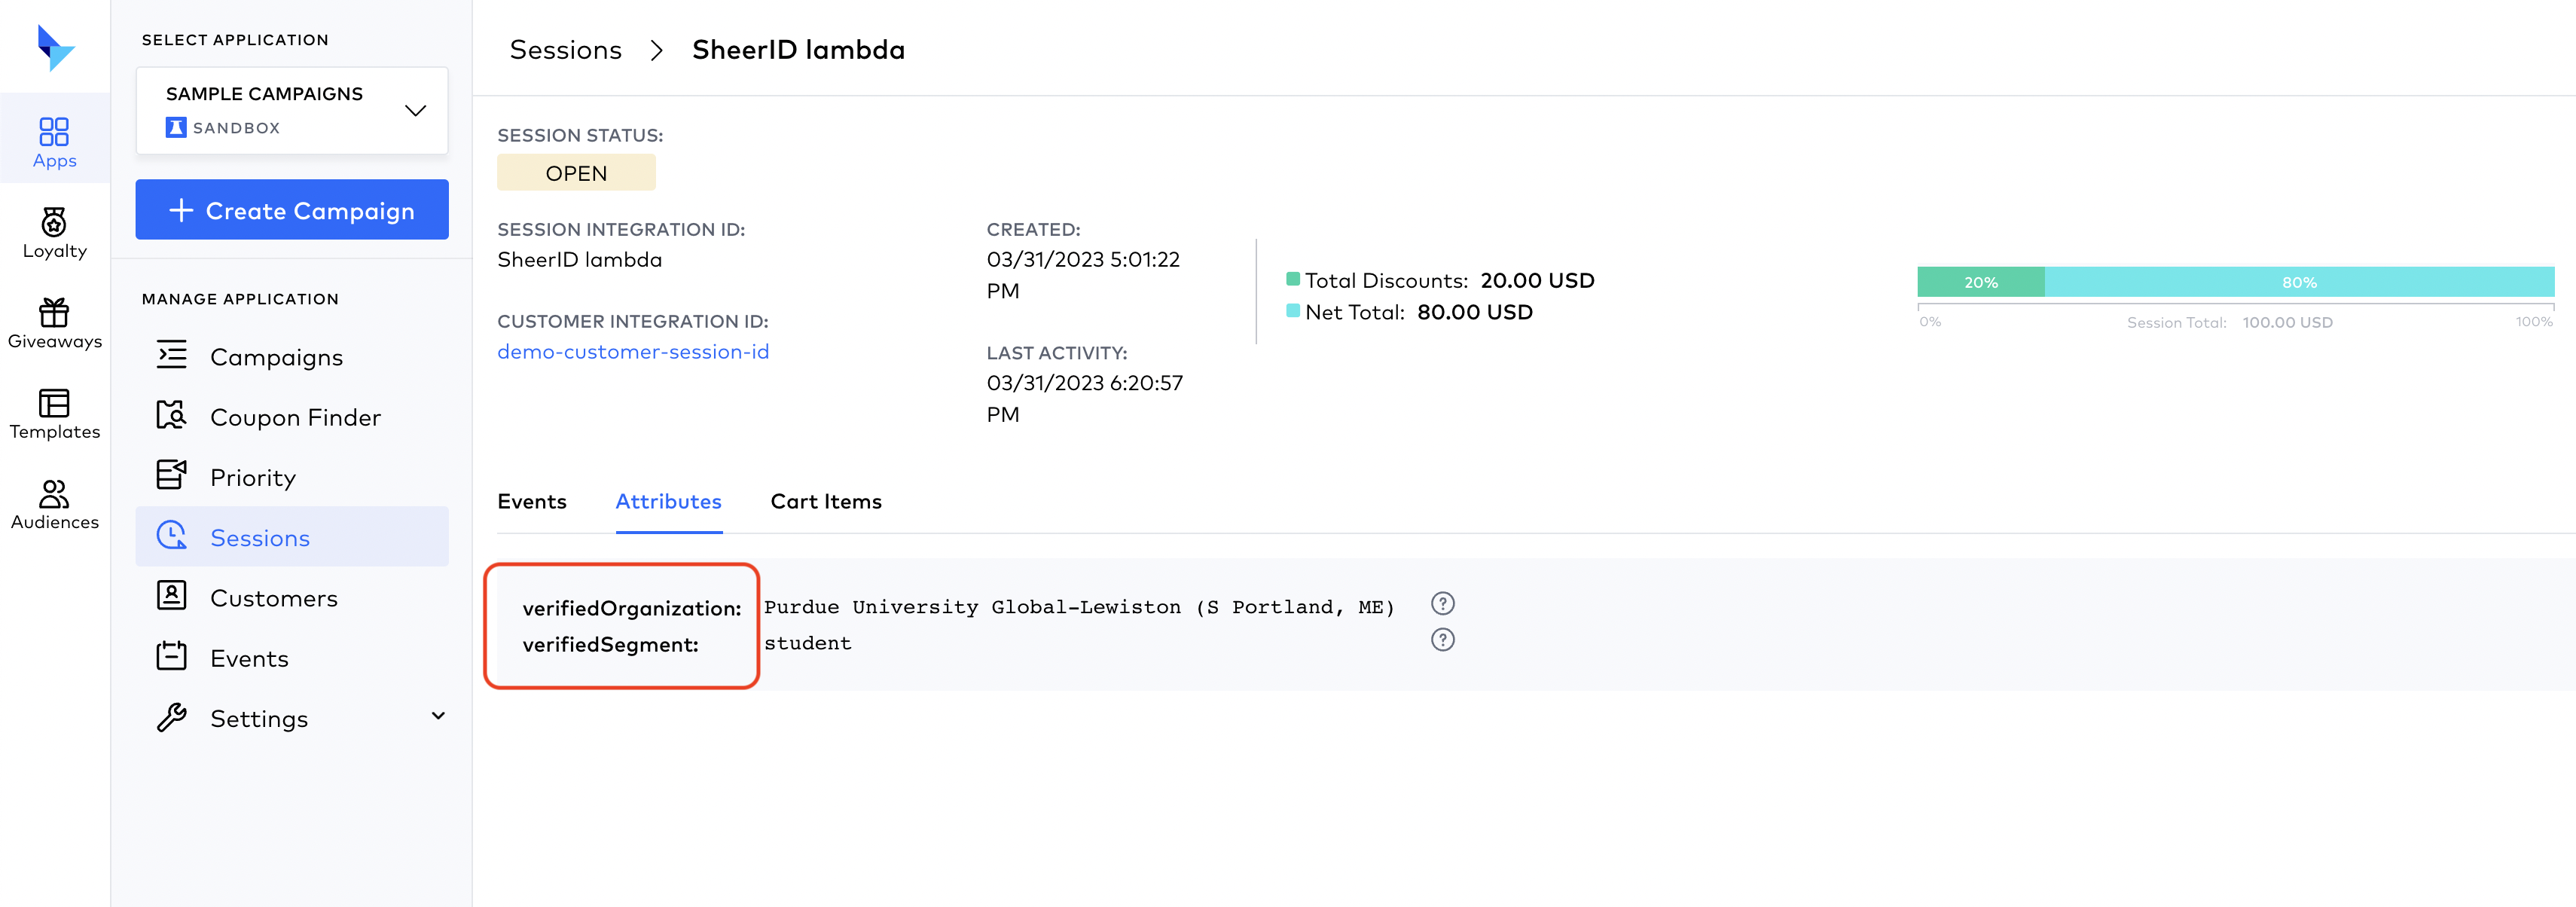 SELECT APPLICATION
SAMPLE CAMPAIGNS
SANDBOX
Create Campaign
Apps
Loyalty
Giveaways
Templates
Audiences
MANAGE APPLICATION
Campaigns
Coupon Finder
Priority
Sessions
Customers
Events
Settings
Sessions > SheerID lambda
SESSION STATUS:
OPEN
SESSION INTEGRATION ID:
SheerID lambda
CUSTOMER INTEGRATION ID:
demo-customer-session-id
CREATED:
03/31/2023 5:01:22
PM
LAST ACTIVITY:
03/31/2023 6:20:57
PM
Total Discounts: 20.00 USD
Net Total: 80.00 USD
20% 80%
0% Session Total: 100.00 USD 100%
Events Attributes Cart Items
verifiedOrganization: Purdue University Global-Lewiston (S Portland, ME) ?
verifiedSegment: student ?